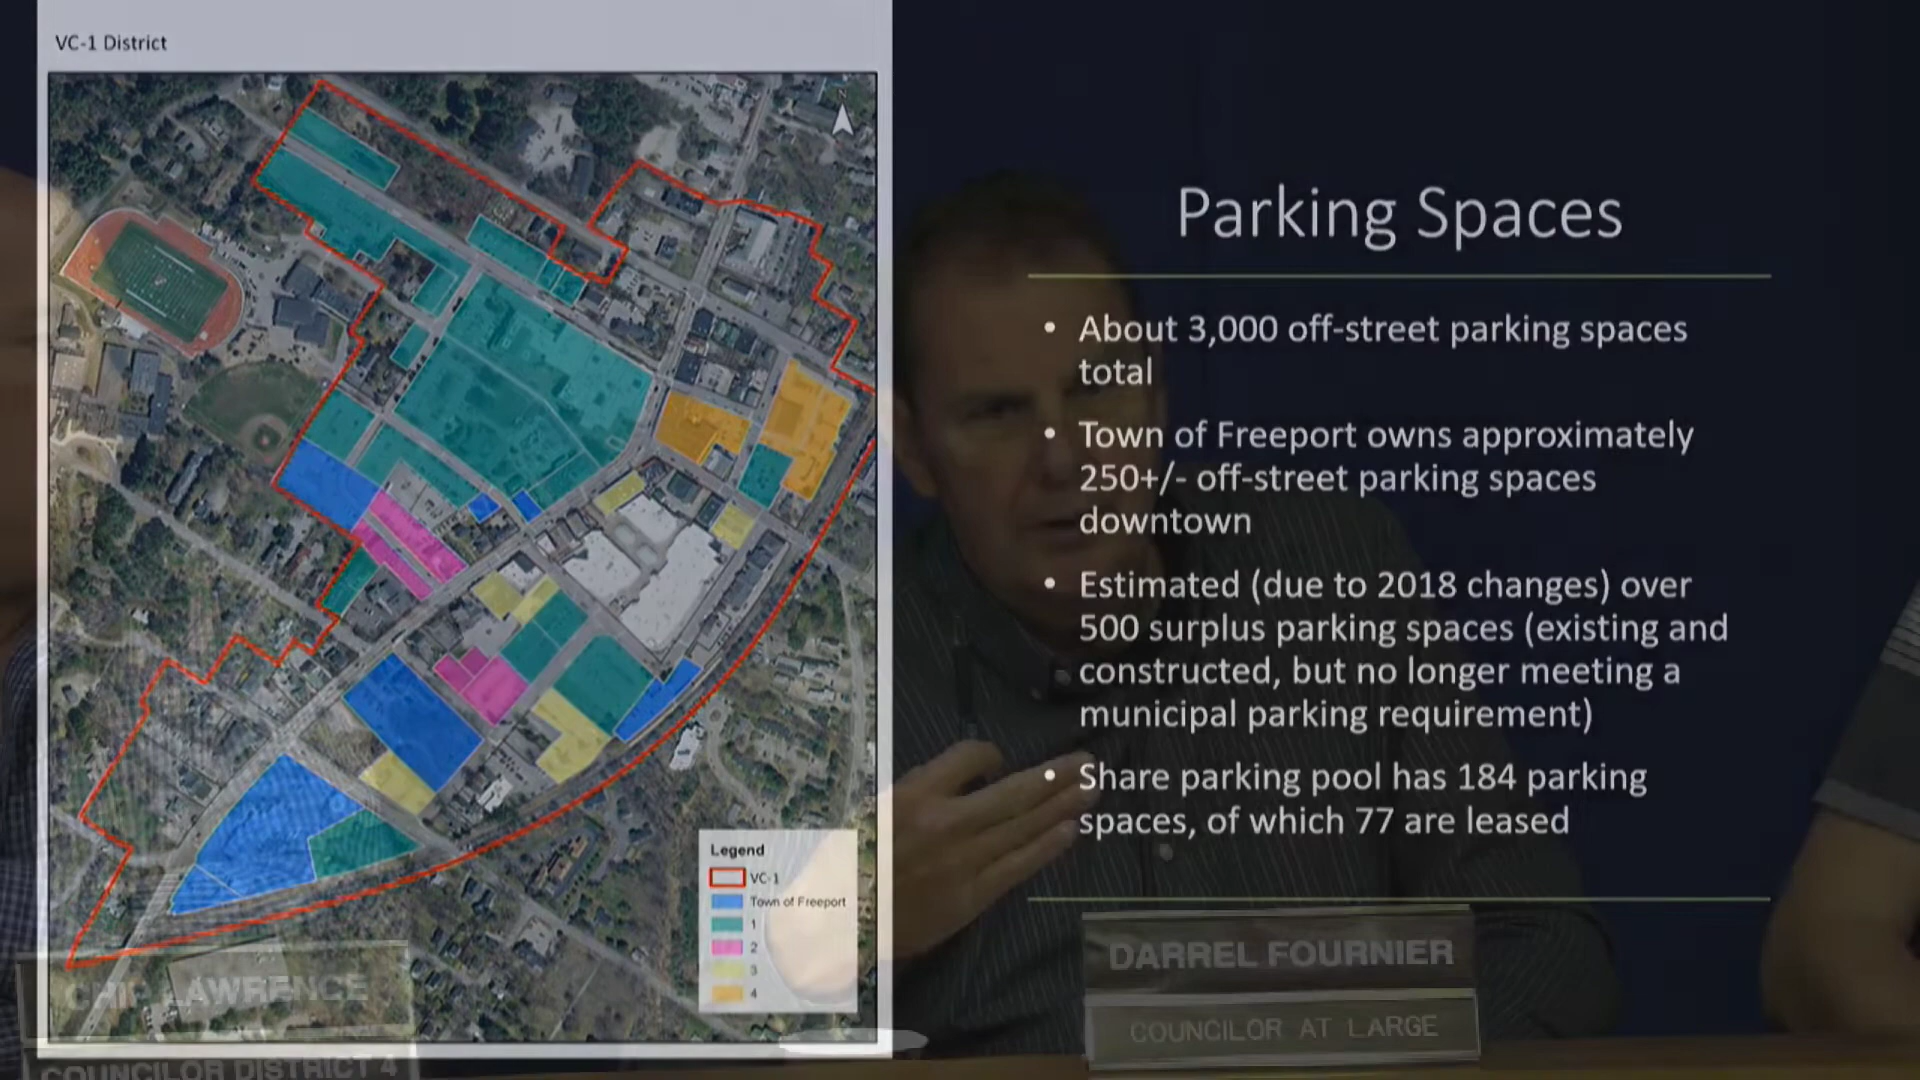 VC-1 District
Legend
VC-1
Town of Freeport
1
2
3
4
Parking Spaces
• About 3,000 off-street parking spaces
total
• Town of Freeport owns approximately
250+/- off-street parking spaces
downtown
• Estimated (due to 2018 changes) over
500 surplus parking spaces (existing and
constructed, but no longer meeting a
municipal parking requirement)
• Share parking pool has 184 parking
spaces, of which 77 are leased
CHIP LAWRENCE
COUNCILOR DISTRICT 4
DARREL FOURNIER
COUNCILOR AT LARGE